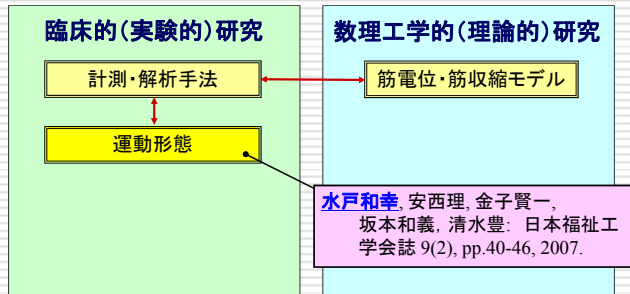 臨床的(実験的)研究
数理工学的(理論的)研究
計測・解析手法
筋電位・筋収縮モデル
運動形態
水戸和幸, 安西理, 金子賢一,
坂本和義, 清水豊: 日本福祉工
学会誌 9(2), pp.40-46, 2007.